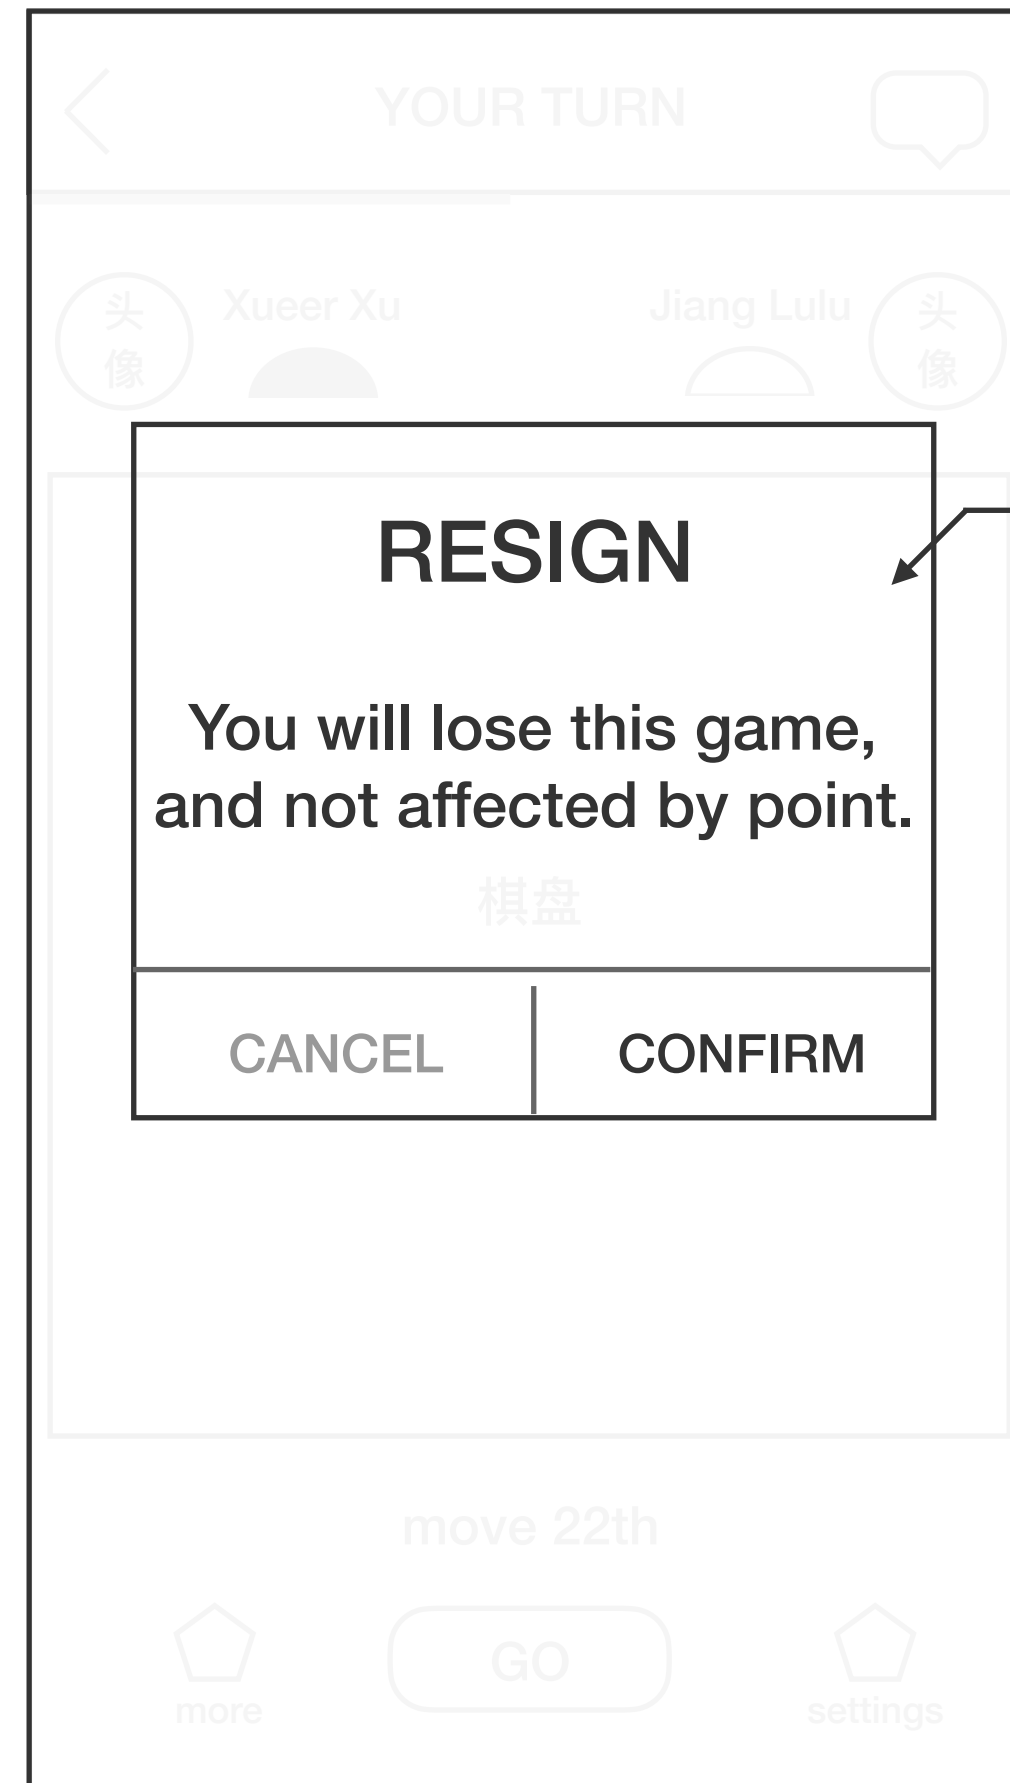 YOUR TURN
头像
Xueer Xu
Jiang Lulu
头像
RESIGN
You will lose this game,
and not affected by point.
棋盘
CANCEL
CONFIRM
move 22th
GO
more
settings